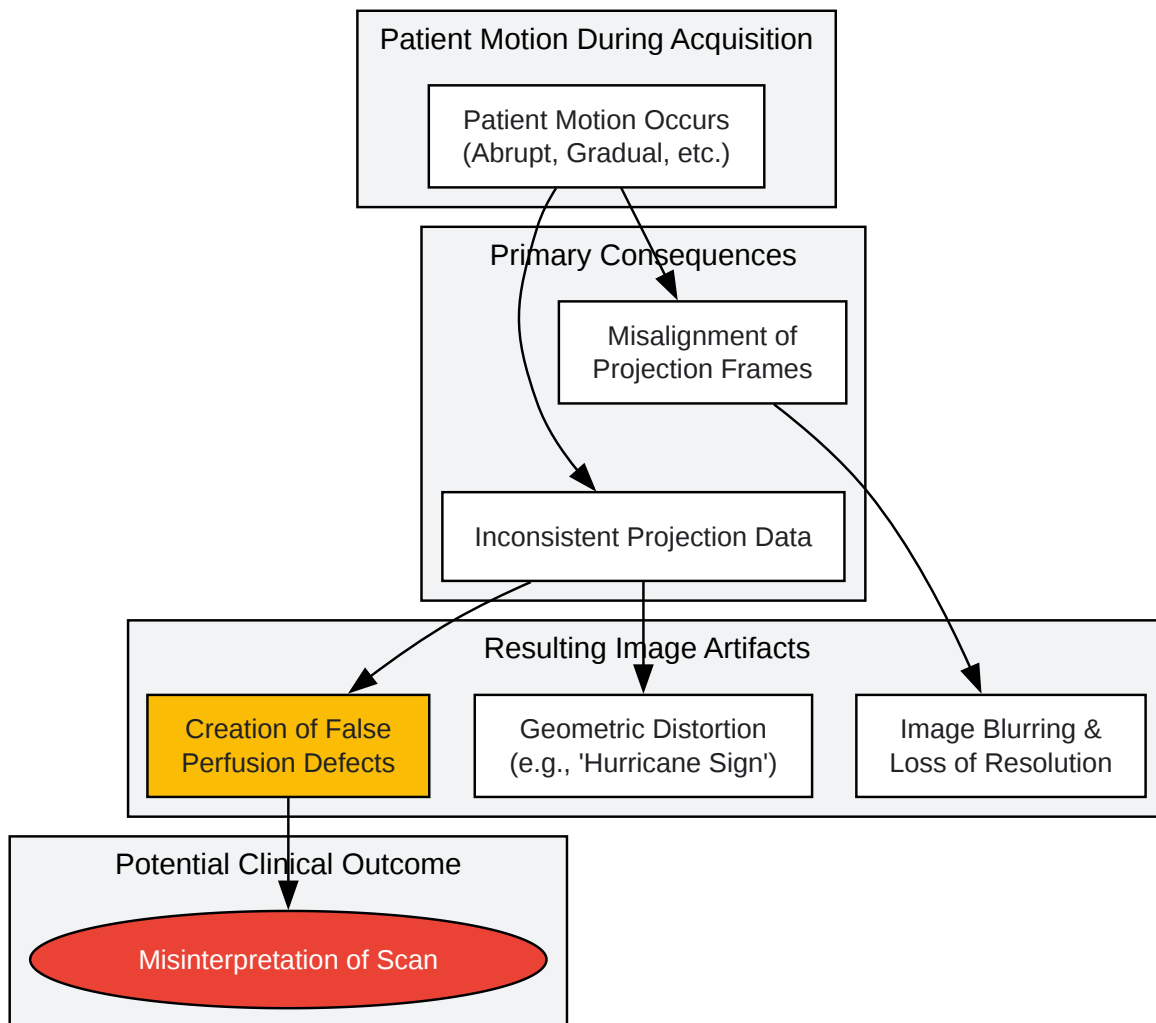 Patient Motion During Acquisition
Patient Motion Occurs
(Abrupt, Gradual, etc.)
Primary Consequences
Misalignment of
Projection Frames
Inconsistent Projection Data
Resulting Image Artifacts
Creation of False
Perfusion Defects
Geometric Distortion
(e.g., 'Hurricane Sign')
Image Blurring &
Loss of Resolution
Potential Clinical Outcome
Misinterpretation of Scan